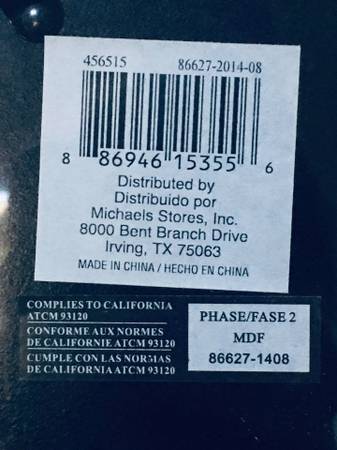 456515 86627-2014-08
8 86946 15355 6
Distributed by
Distribuido por
Michaels Stores, Inc.
8000 Bent Branch Drive
Irving, TX 75063
MADE IN CHINA / HECHO EN CHINA
COMPLIES TO CALIFORNIA
ATCM 93120
CONFORME AUX NORMES
DE CALIFORNIE ATCM 93120
CUMPLE CON LAS NORMAS
DE CALIFORNIA ATCM 93120
PHASE/FASE 2
MDF
86627-1408